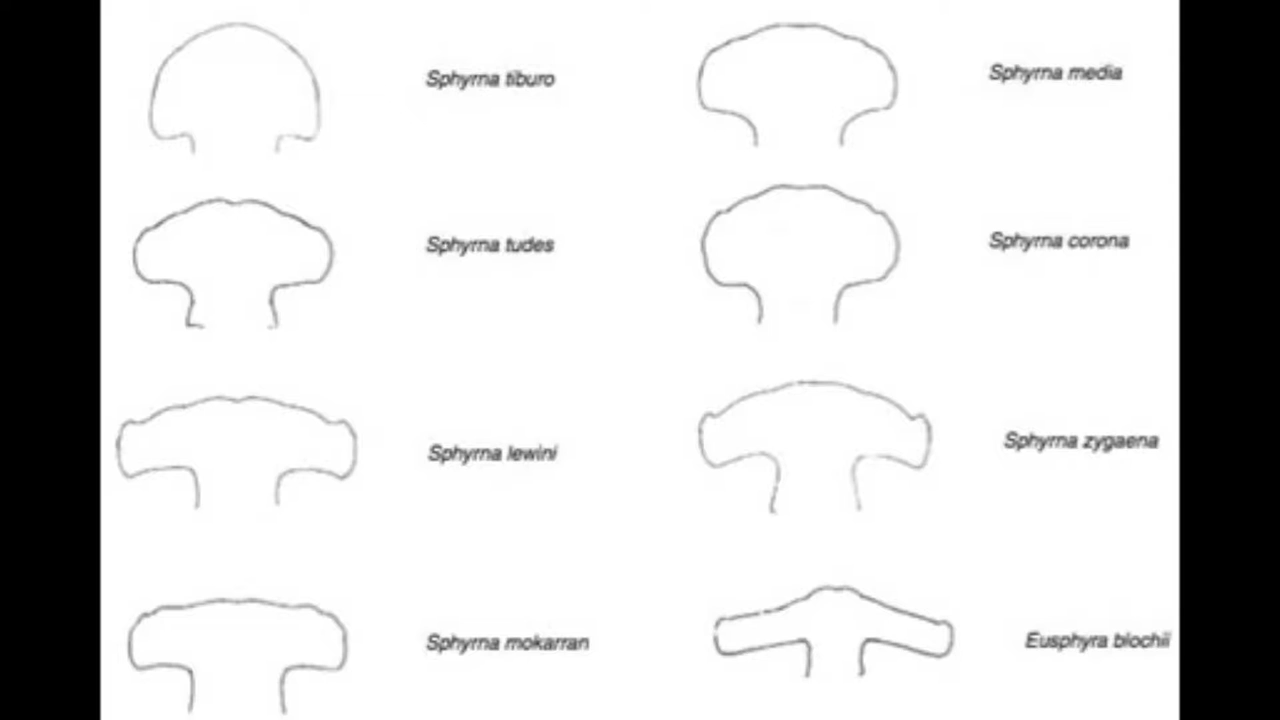 Sphyrna tiburo
Sphyrna media
Sphyrna tudes
Sphyrna corona
Sphyrna lewini
Sphyrna zygaena
Sphyrna mokarran
Eusphyra blochii